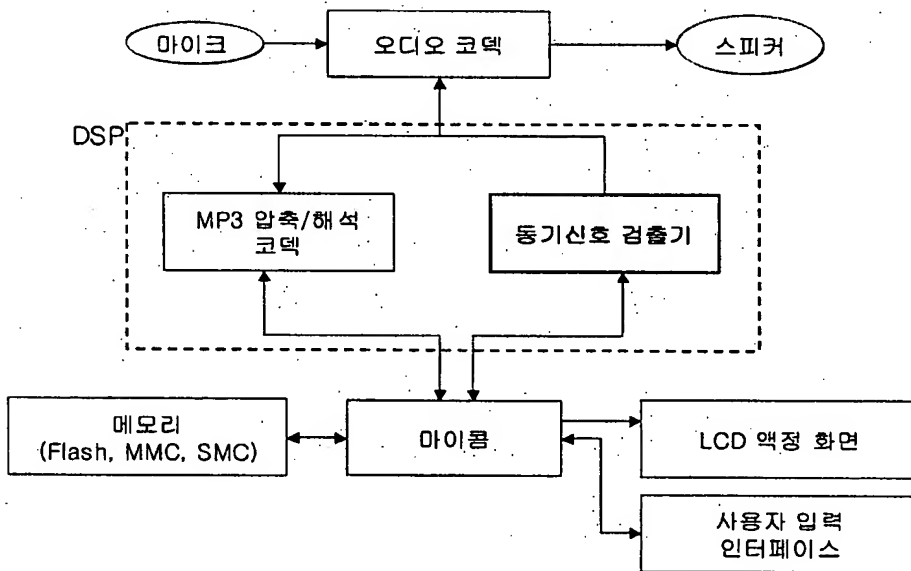 마이크
오디오 코덱
스피커
DSP
MP3 압축/해석
코덱
동기신호 검출기
메모리
(Flash, MMC, SMC)
마이콤
LCD 액정 화면
사용자 입력
인터페이스